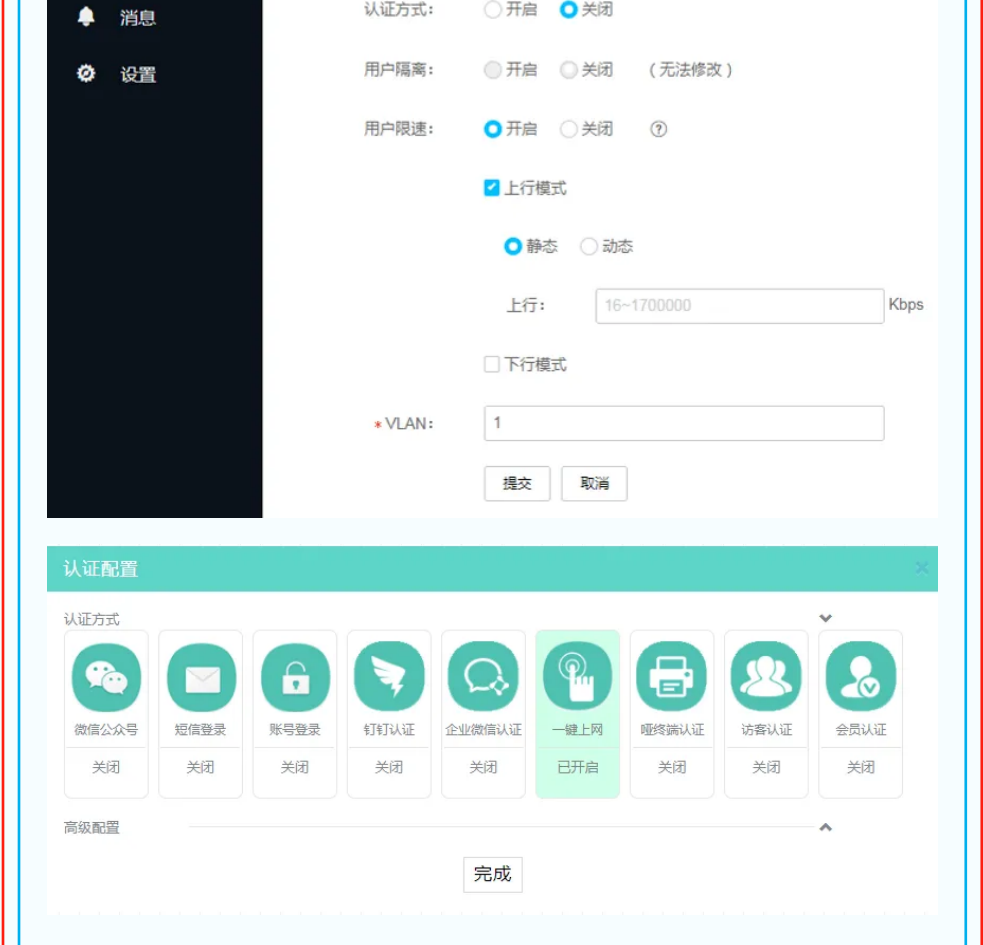 消息
设置
认证方式： 开启 关闭
用户隔离： 开启 关闭 （无法修改）
用户限速： 开启 关闭 ?
上行模式
静态 动态
上行： 16~1700000 Kbps
下行模式
* VLAN： 1
提交 取消
认证配置 ×
认证方式
微信公众号 短信登录 账号登录 钉钉认证 企业微信认证 一键上网 哑终端认证 访客认证 会员认证
关闭 关闭 关闭 关闭 关闭 已开启 关闭 关闭 关闭
高级配置
完成